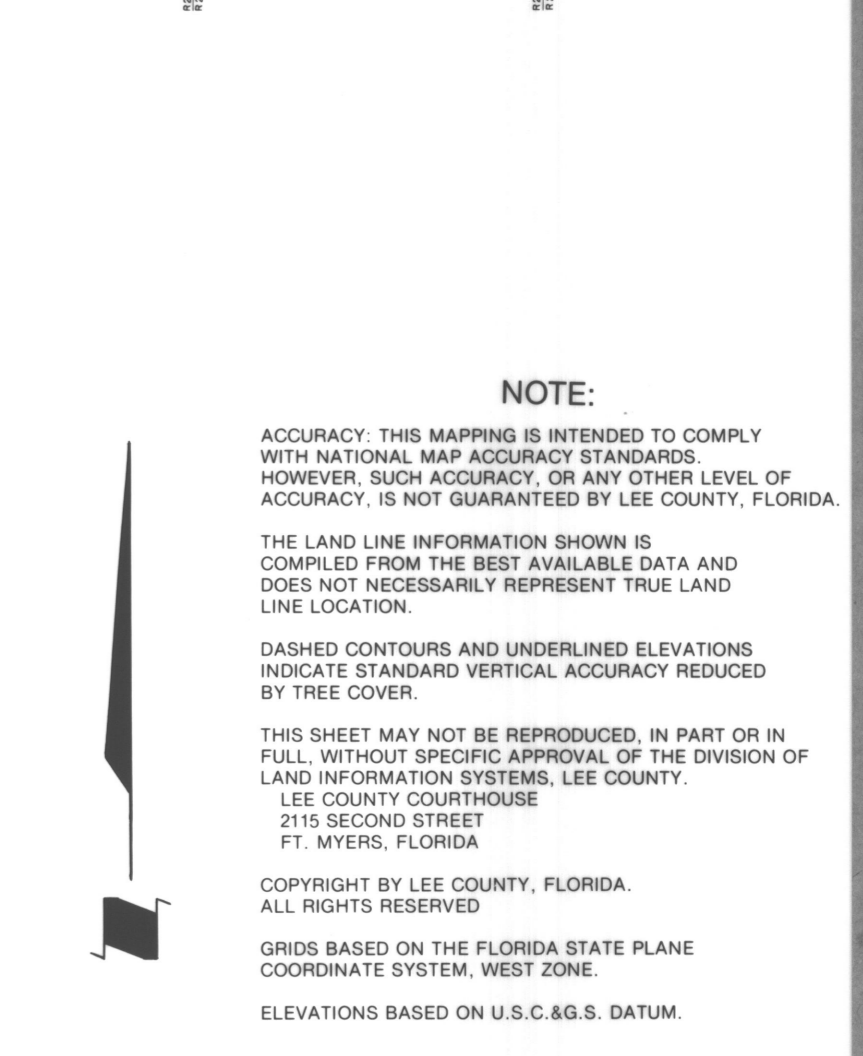 NOTE:
ACCURACY: THIS MAPPING IS INTENDED TO COMPLY
WITH NATIONAL MAP ACCURACY STANDARDS.
HOWEVER, SUCH ACCURACY, OR ANY OTHER LEVEL OF
ACCURACY, IS NOT GUARANTEED BY LEE COUNTY, FLORIDA.
THE LAND LINE INFORMATION SHOWN IS
COMPILED FROM THE BEST AVAILABLE DATA AND
DOES NOT NECESSARILY REPRESENT TRUE LAND
LINE LOCATION.
DASHED CONTOURS AND UNDERLINED ELEVATIONS
INDICATE STANDARD VERTICAL ACCURACY REDUCED
BY TREE COVER.
THIS SHEET MAY NOT BE REPRODUCED, IN PART OR IN
FULL, WITHOUT SPECIFIC APPROVAL OF THE DIVISION OF
LAND INFORMATION SYSTEMS, LEE COUNTY.
LEE COUNTY COURTHOUSE
2115 SECOND STREET
FT. MYERS, FLORIDA
COPYRIGHT BY LEE COUNTY, FLORIDA.
ALL RIGHTS RESERVED
GRIDS BASED ON THE FLORIDA STATE PLANE
COORDINATE SYSTEM, WEST ZONE.
ELEVATIONS BASED ON U.S.C.&G.S. DATUM.